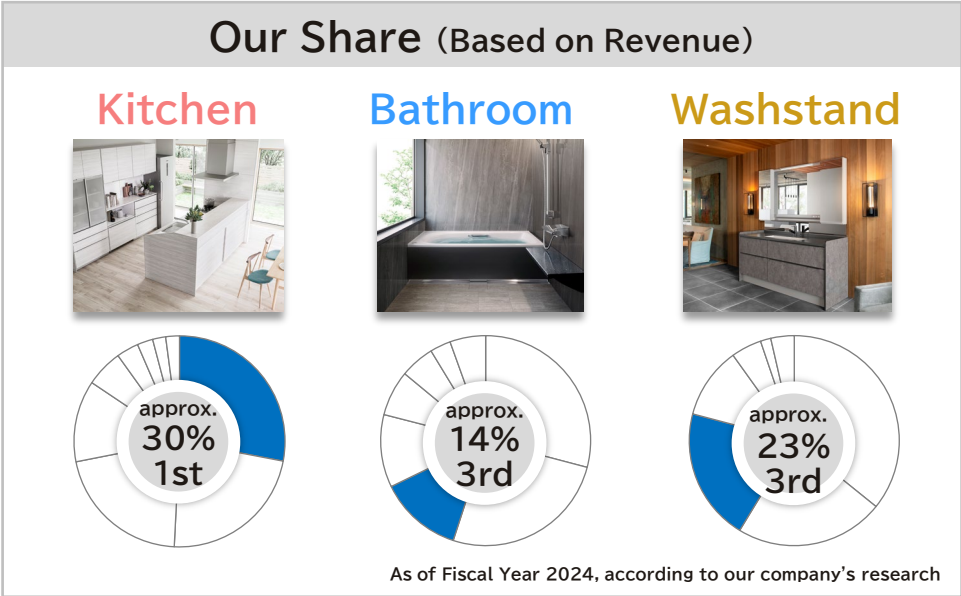 Our Share (Based on Revenue)
Kitchen
Bathroom
Washstand
approx.
30%
1st
approx.
14%
3rd
approx.
23%
3rd
As of Fiscal Year 2024, according to our company's research